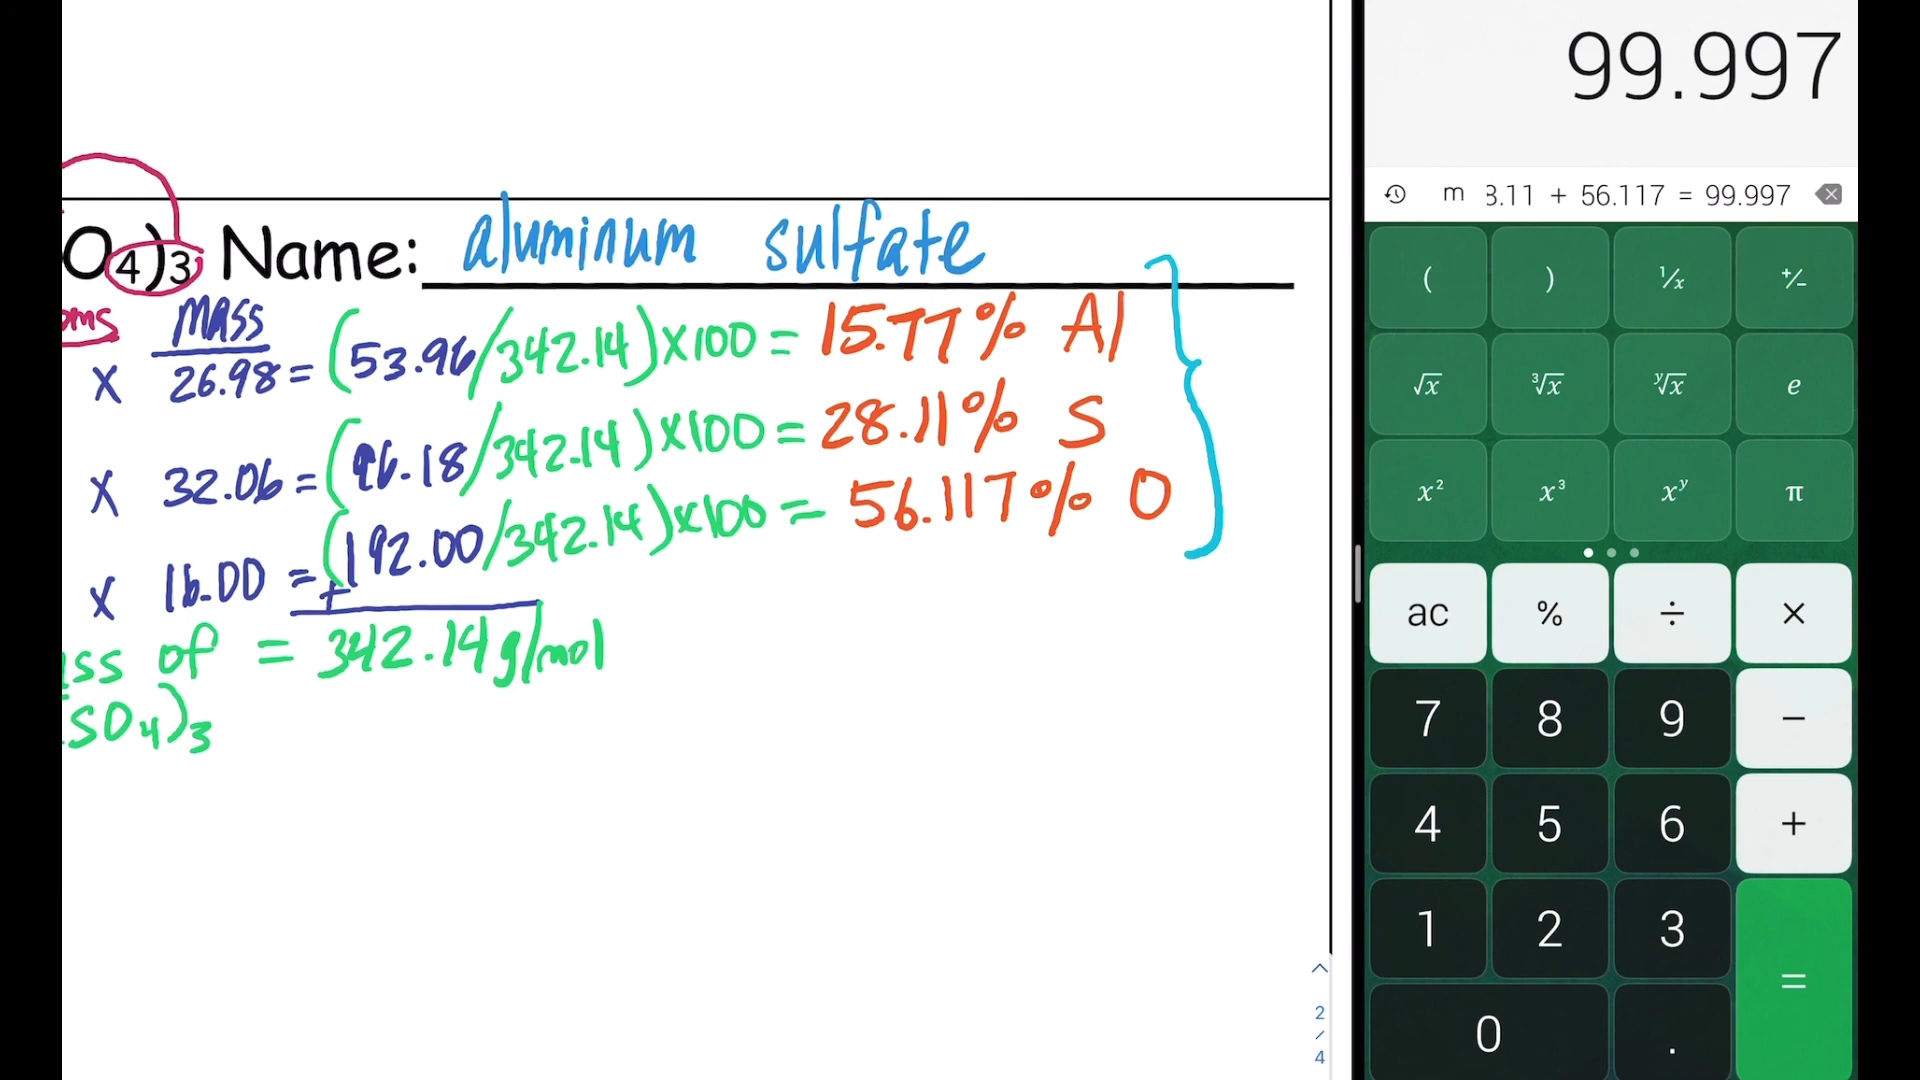 99.997
m 3.11 + 56.117 = 99.997
O4)3 Name: aluminum sulfate
oms MASS
x 26.98 = (53.96/342.14)x100 = 15.77% Al
x 32.06 = (96.18/342.14)x100 = 28.11% S
x 16.00 = (192.00/342.14)x100 = 56.117% O
+
ass of = 342.14 g/mol
(SO4)3
( ) 1/x +/-
√x ³√x ʸ√x e
x² x³ xʸ π
ac % ÷ ×
7 8 9 −
4 5 6 +
1 2 3 =
0 .
2
/
4